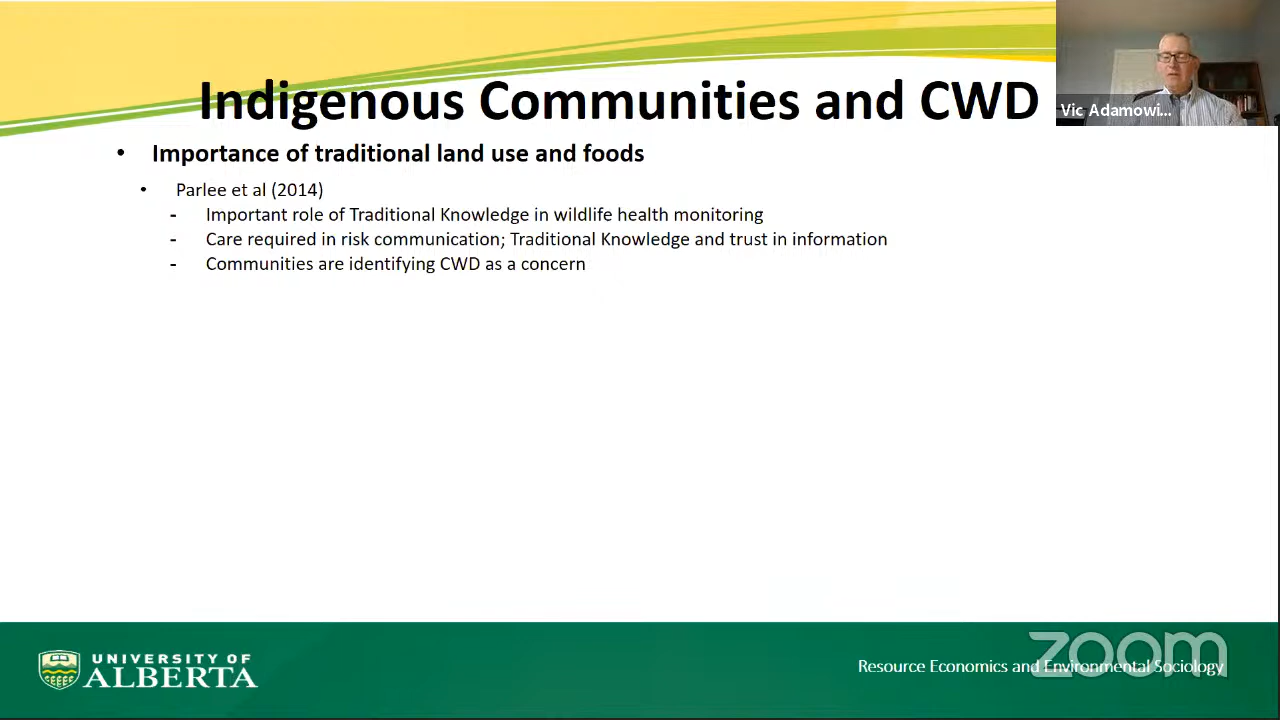 Indigenous Communities and CWD
Vic Adamowi...
• Importance of traditional land use and foods
• Parlee et al (2014)
- Important role of Traditional Knowledge in wildlife health monitoring
- Care required in risk communication; Traditional Knowledge and trust in information
- Communities are identifying CWD as a concern
UNIVERSITY OF
ALBERTA
Resource Economics and Environmental Sociology
zoom